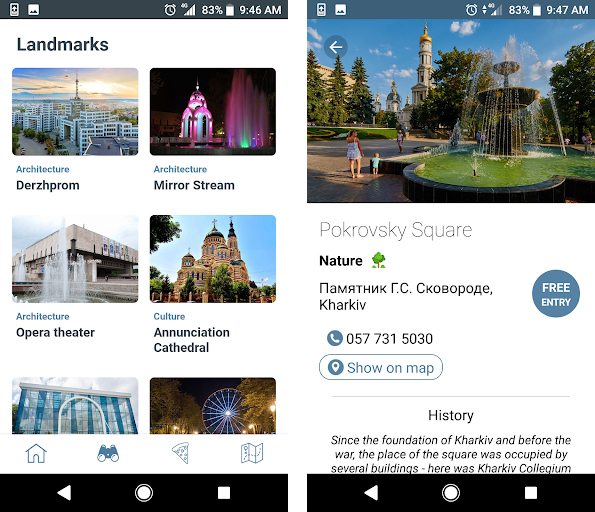 4G 83% 9:46 AM
Landmarks
Architecture
Derzhprom
Architecture
Mirror Stream
Architecture
Opera theater
Culture
Annunciation
Cathedral
4G 83% 9:47 AM
Pokrovsky Square
Nature
Памятник Г.С. Сковороде,
Kharkiv
FREE
ENTRY
057 731 5030
Show on map
History
Since the foundation of Kharkiv and before the
war, the place of the square was occupied by
several buildings - here was Kharkiv Collegium